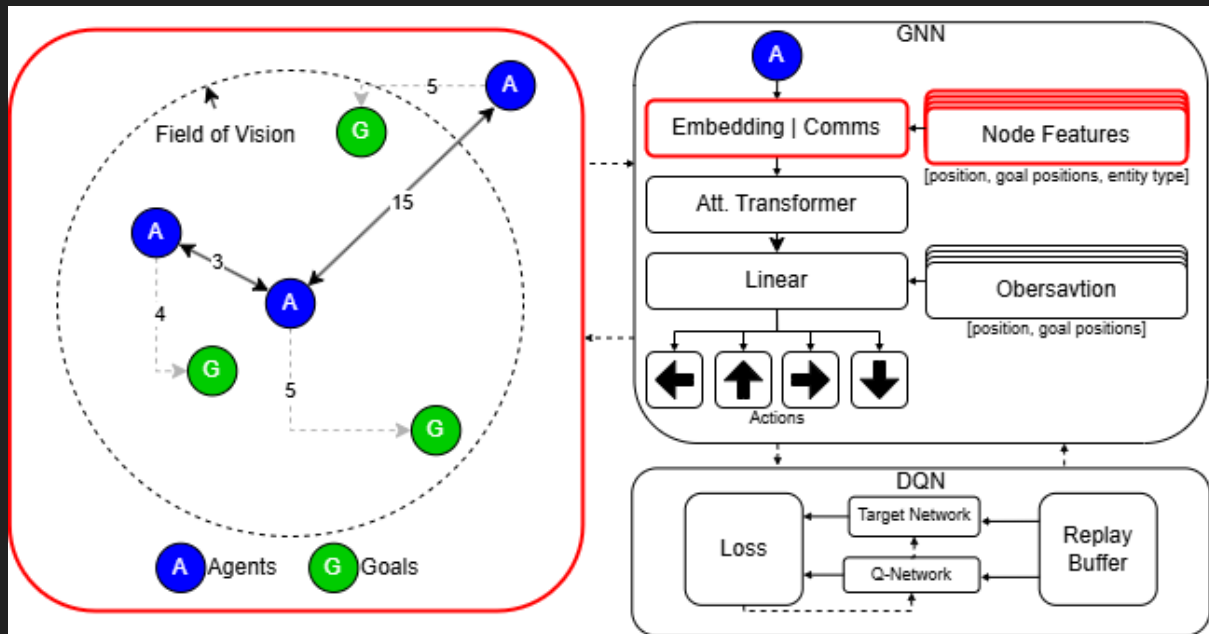 A
5
G
Field of Vision
15
A
3
A
4
G
5
G
A Agents
G Goals
GNN
A
Embedding | Comms
Node Features
[position, goal positions, entity type]
Att. Transformer
Linear
Obersavtion
[position, goal positions]
Actions
DQN
Loss
Target Network
Q-Network
Replay
Buffer